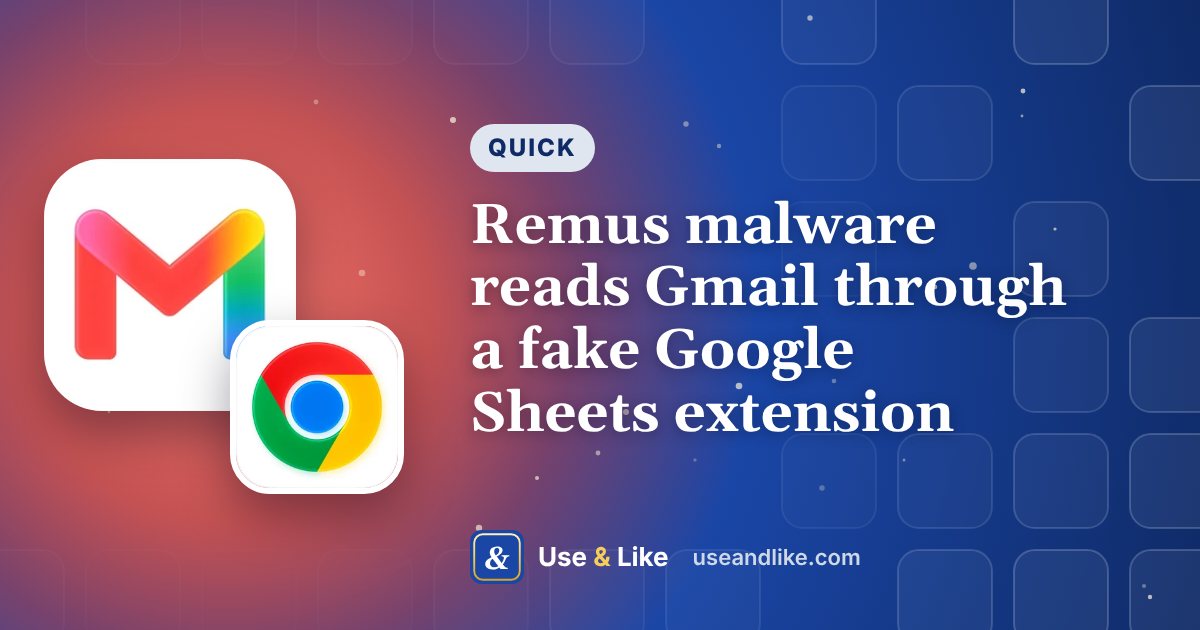 QUICK
Remus malware
reads Gmail through
a fake Google
Sheets extension
& Use & Like useandlike.com